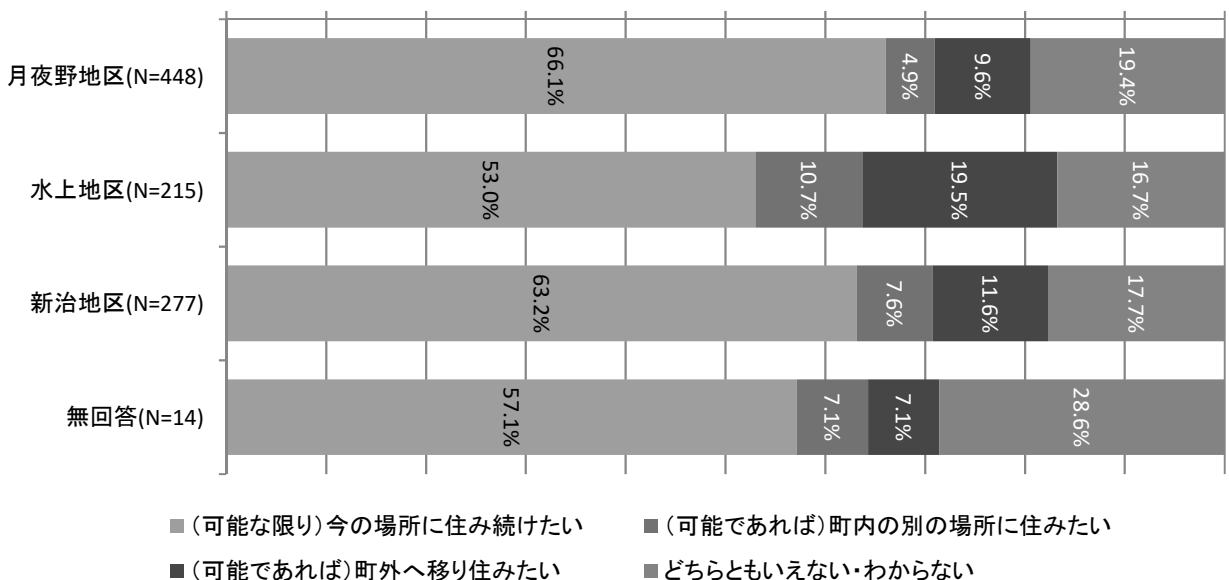 月夜野地区(N=448)
66.1%
4.9%
9.6%
19.4%
水上地区(N=215)
53.0%
10.7%
19.5%
16.7%
新治地区(N=277)
63.2%
7.6%
11.6%
17.7%
無回答(N=14)
57.1%
7.1%
7.1%
28.6%
(可能な限り)今の場所に住み続けたい
(可能であれば)町内の別の場所に住みたい
(可能であれば)町外へ移り住みたい
どちらともいえない・わからない